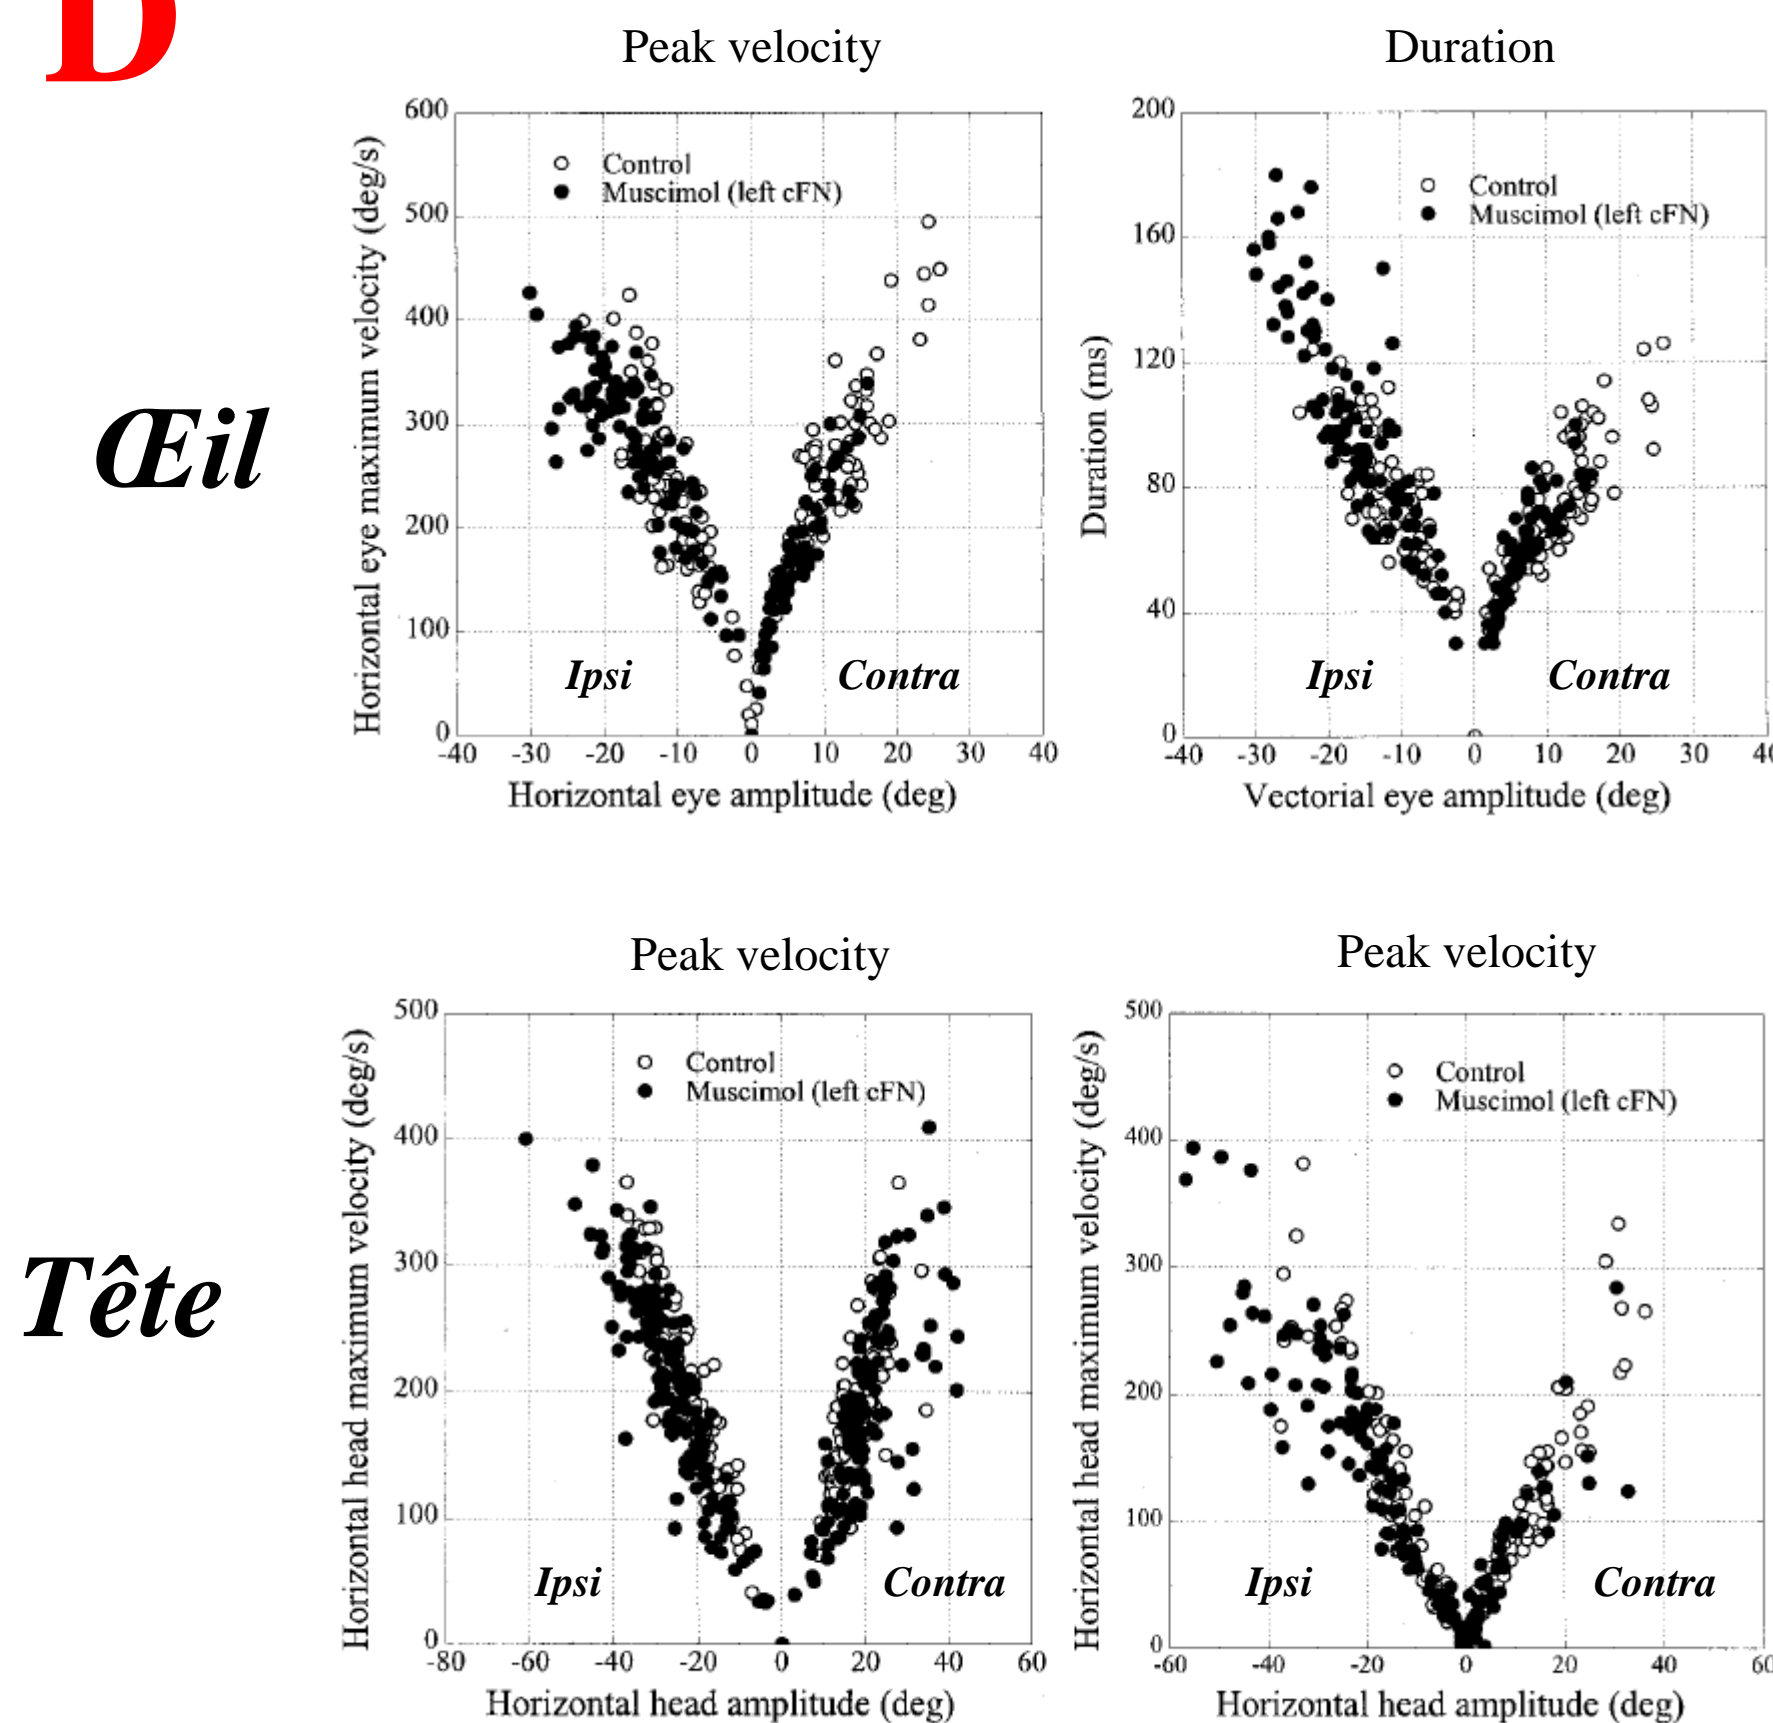 D
Peak velocity
Duration
600
500
400
300
200
100
0
-40 -30 -20 -10 0 10 20 30 40
Horizontal eye maximum velocity (deg/s)
Control
Muscimol (left cFN)
Ipsi
Contra
Horizontal eye amplitude (deg)
200
160
120
80
40
0
-40 -30 -20 -10 0 10 20 30 40
Duration (ms)
Control
Muscimol (left cFN)
Ipsi
Contra
Vectorial eye amplitude (deg)
Œil
Peak velocity
Peak velocity
500
400
300
200
100
0
-80 -60 -40 -20 0 20 40 60
Horizontal head maximum velocity (deg/s)
Control
Muscimol (left cFN)
Ipsi
Contra
Horizontal head amplitude (deg)
500
400
300
200
100
0
-60 -40 -20 0 20 40 60
Horizontal head maximum velocity (deg/s)
Control
Muscimol (left cFN)
Ipsi
Contra
Horizontal head amplitude (deg)
Tête